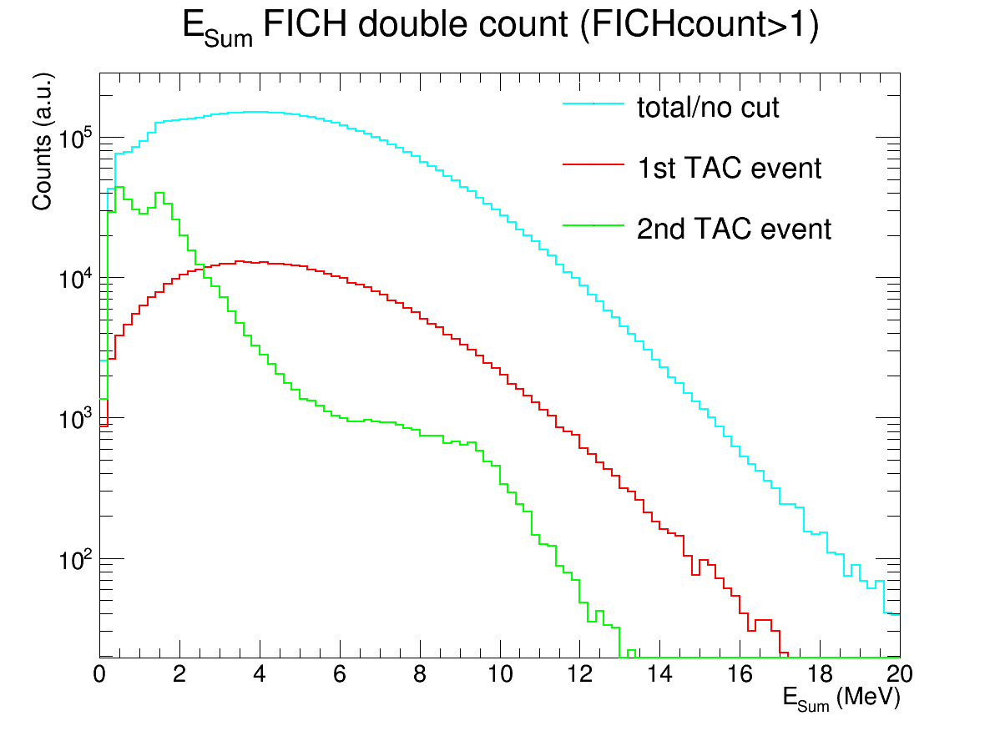 E_Sum FICH double count (FICHcount>1)
Counts (a.u.)
total/no cut
1st TAC event
2nd TAC event
10^5
10^4
10^3
10^2
0 2 4 6 8 10 12 14 16 18 20
E_Sum (MeV)